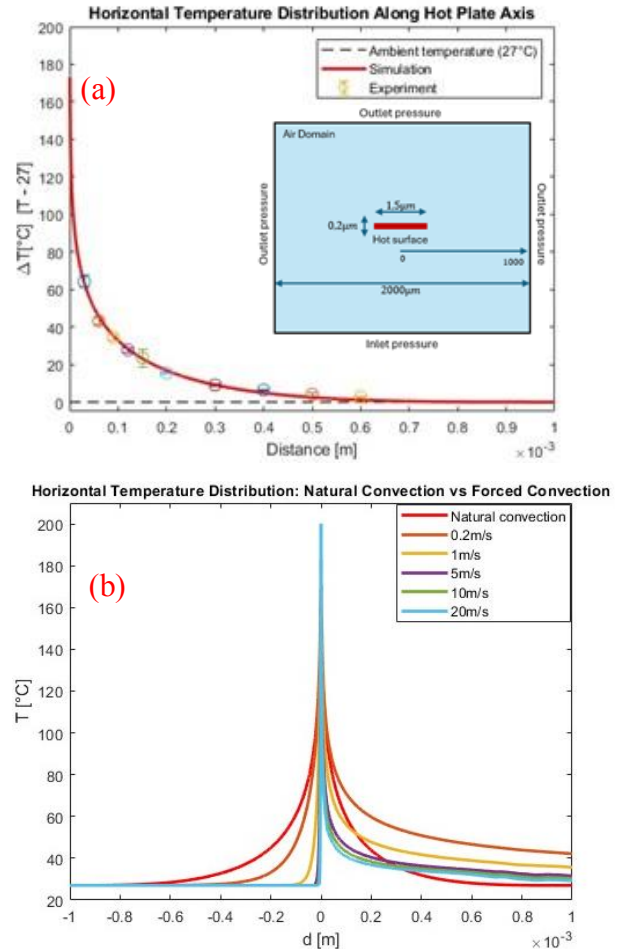 Horizontal Temperature Distribution Along Hot Plate Axis
200
180
160
140
120
100
80
60
40
20
0
ΔT[°C] [T - 27]
(a)
Ambient temperature (27°C)
Simulation
Experiment
Outlet pressure
Air Domain
Outlet pressure
Outlet pressure
1,5µm
0,2µm
Hot surface
0
1000
2000µm
Inlet pressure
0 0.1 0.2 0.3 0.4 0.5 0.6 0.7 0.8 0.9 1
Distance [m]
× 10⁻³
Horizontal Temperature Distribution: Natural Convection vs Forced Convection
200
180
160
140
120
100
80
60
40
20
T [°C]
(b)
Natural convection
0.2m/s
1m/s
5m/s
10m/s
20m/s
-1 -0.8 -0.6 -0.4 -0.2 0 0.2 0.4 0.6 0.8 1
d [m]
× 10⁻³